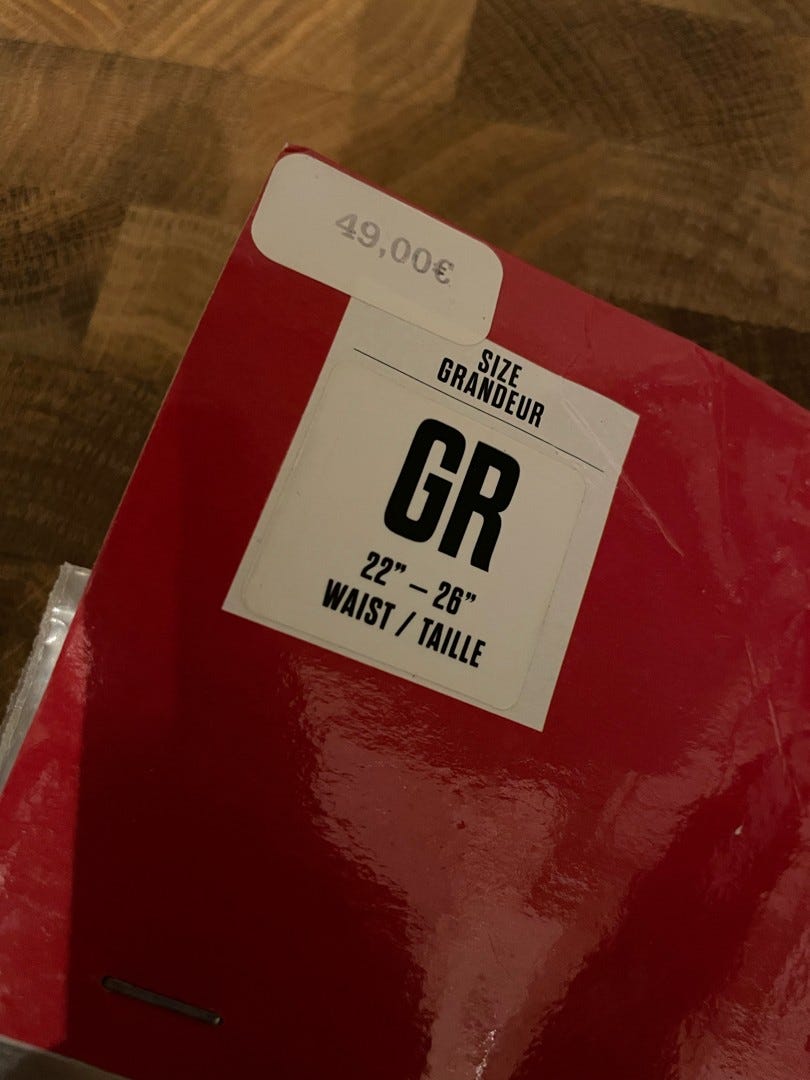 49,00€
SIZE
GRANDEUR
GR
22” – 26”
WAIST / TAILLE